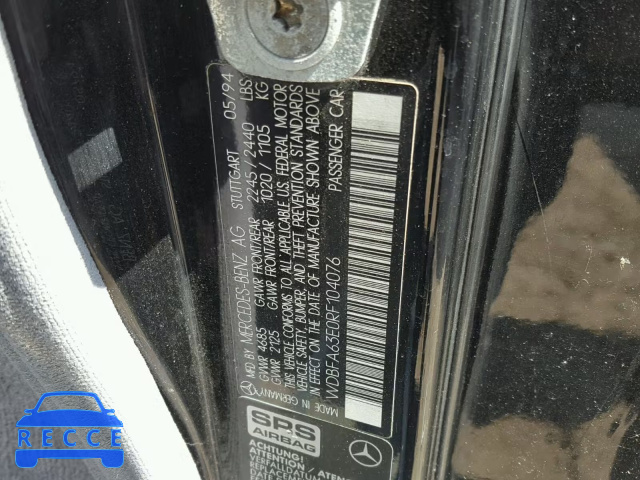 MFD BY MERCEDES-BENZ AG STUTTGART 05/94
GVWR 4685 GAWR FRONT/REAR 2245/2440 LBS
GVWR 2125 GAWR FRONT/REAR 1020/1105 KG
THIS VEHICLE CONFORMS TO ALL APPLICABLE U.S. FEDERAL MOTOR
VEHICLE SAFETY, BUMPER, AND THEFT PREVENTION STANDARDS
IN EFFECT ON THE DATE OF MANUFACTURE SHOWN ABOVE
WDBFA63E0RF104076 PASSENGER CAR
MADE IN GERMANY
SRS
AIRBAG
ATTENTION / ATTEN
REPLACEMENT DATE
RECCE